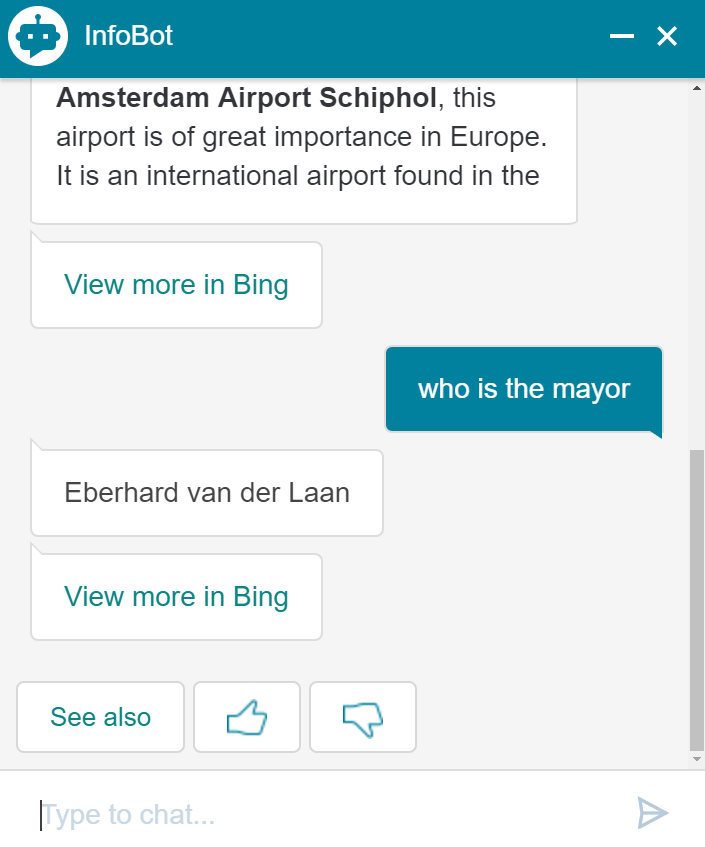 InfoBot
Amsterdam Airport Schiphol, this
airport is of great importance in Europe.
It is an international airport found in the
View more in Bing
who is the mayor
Eberhard van der Laan
View more in Bing
See also
Type to chat...